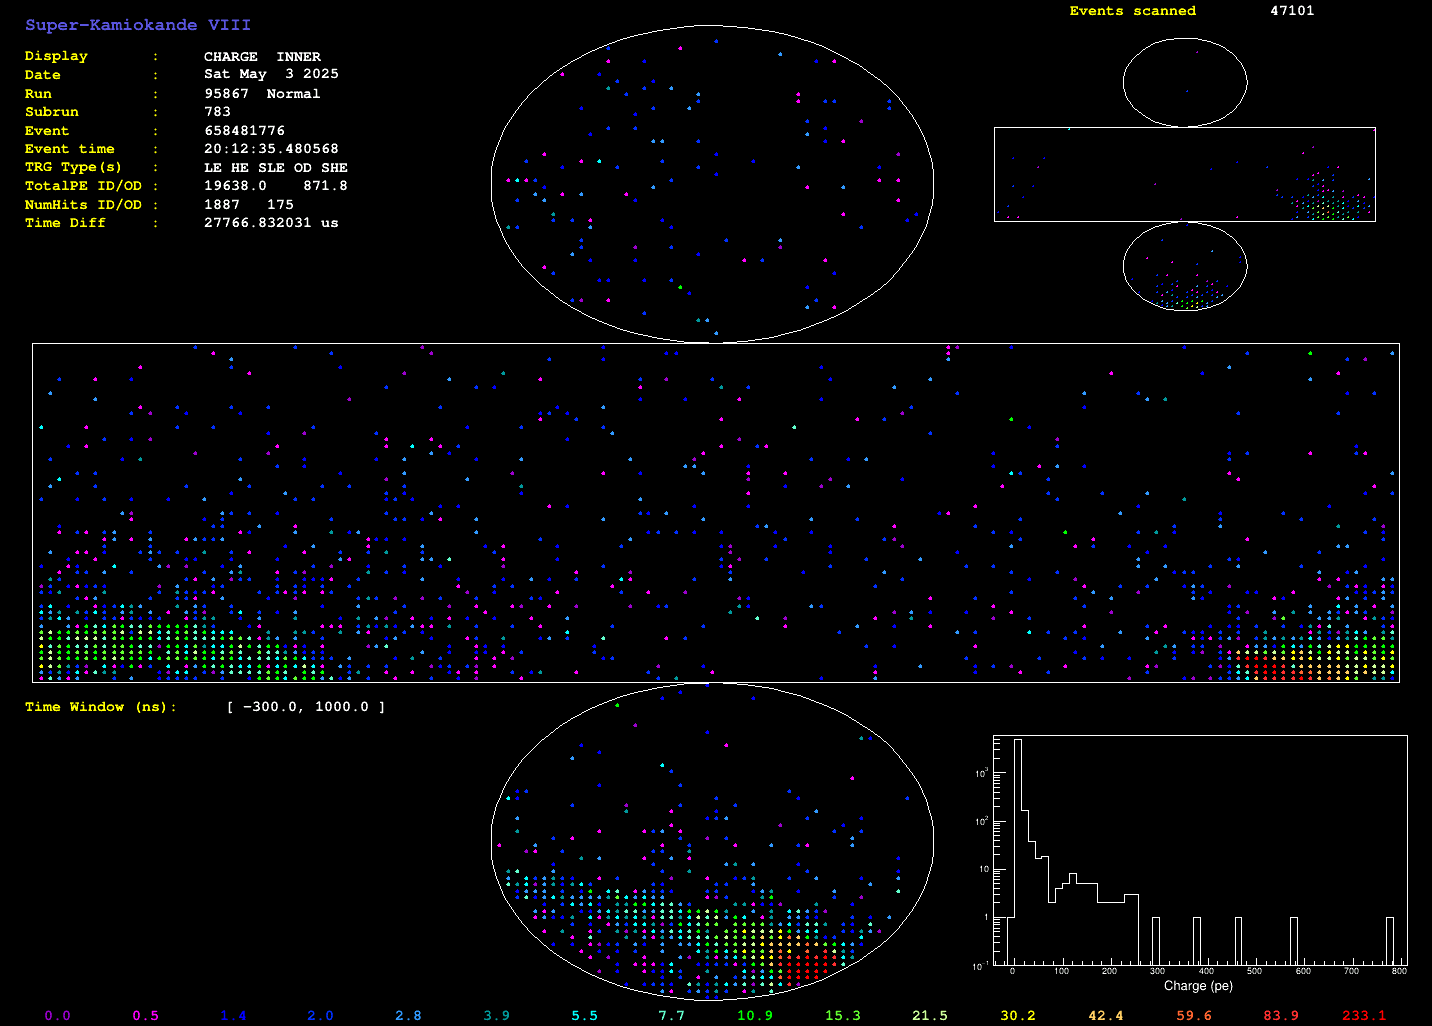 Super-Kamiokande VIII
Events scanned 47101
Display : CHARGE INNER
Date : Sat May 3 2025
Run : 95867 Normal
Subrun : 783
Event : 658481776
Event time : 20:12:35.480568
TRG Type(s) : LE HE SLE OD SHE
TotalPE ID/OD : 19638.0 871.8
NumHits ID/OD : 1887 175
Time Diff : 27766.832031 us
Time Window (ns): [ -300.0, 1000.0 ]
10³
10²
10
1
10⁻¹
0 100 200 300 400 500 600 700 800
Charge (pe)
0.0 0.5 1.4 2.0 2.8 3.9 5.5 7.7 10.9 15.3 21.5 30.2 42.4 59.6 83.9 233.1